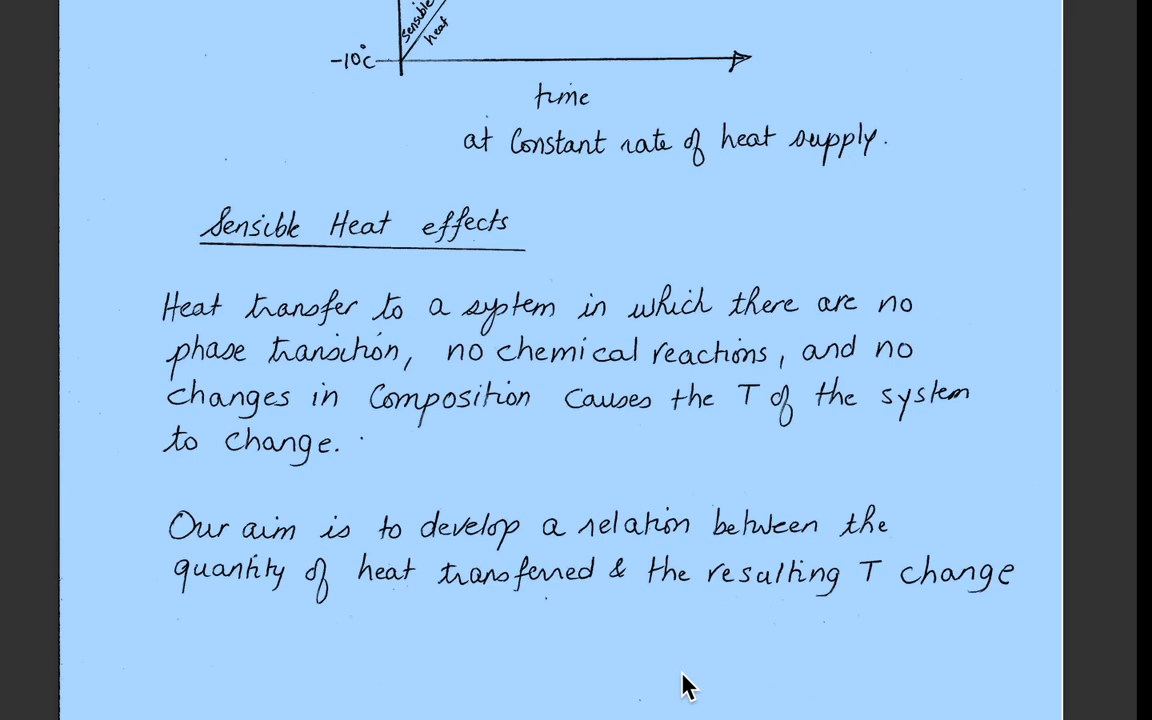 Sensible
heat
-10°C
time
at Constant rate of heat supply.
Sensible Heat effects
Heat transfer to a system in which there are no
phase transition, no chemical reactions, and no
changes in Composition causes the T of the system
to change.
Our aim is to develop a relation between the
quantity of heat transferred & the resulting T change